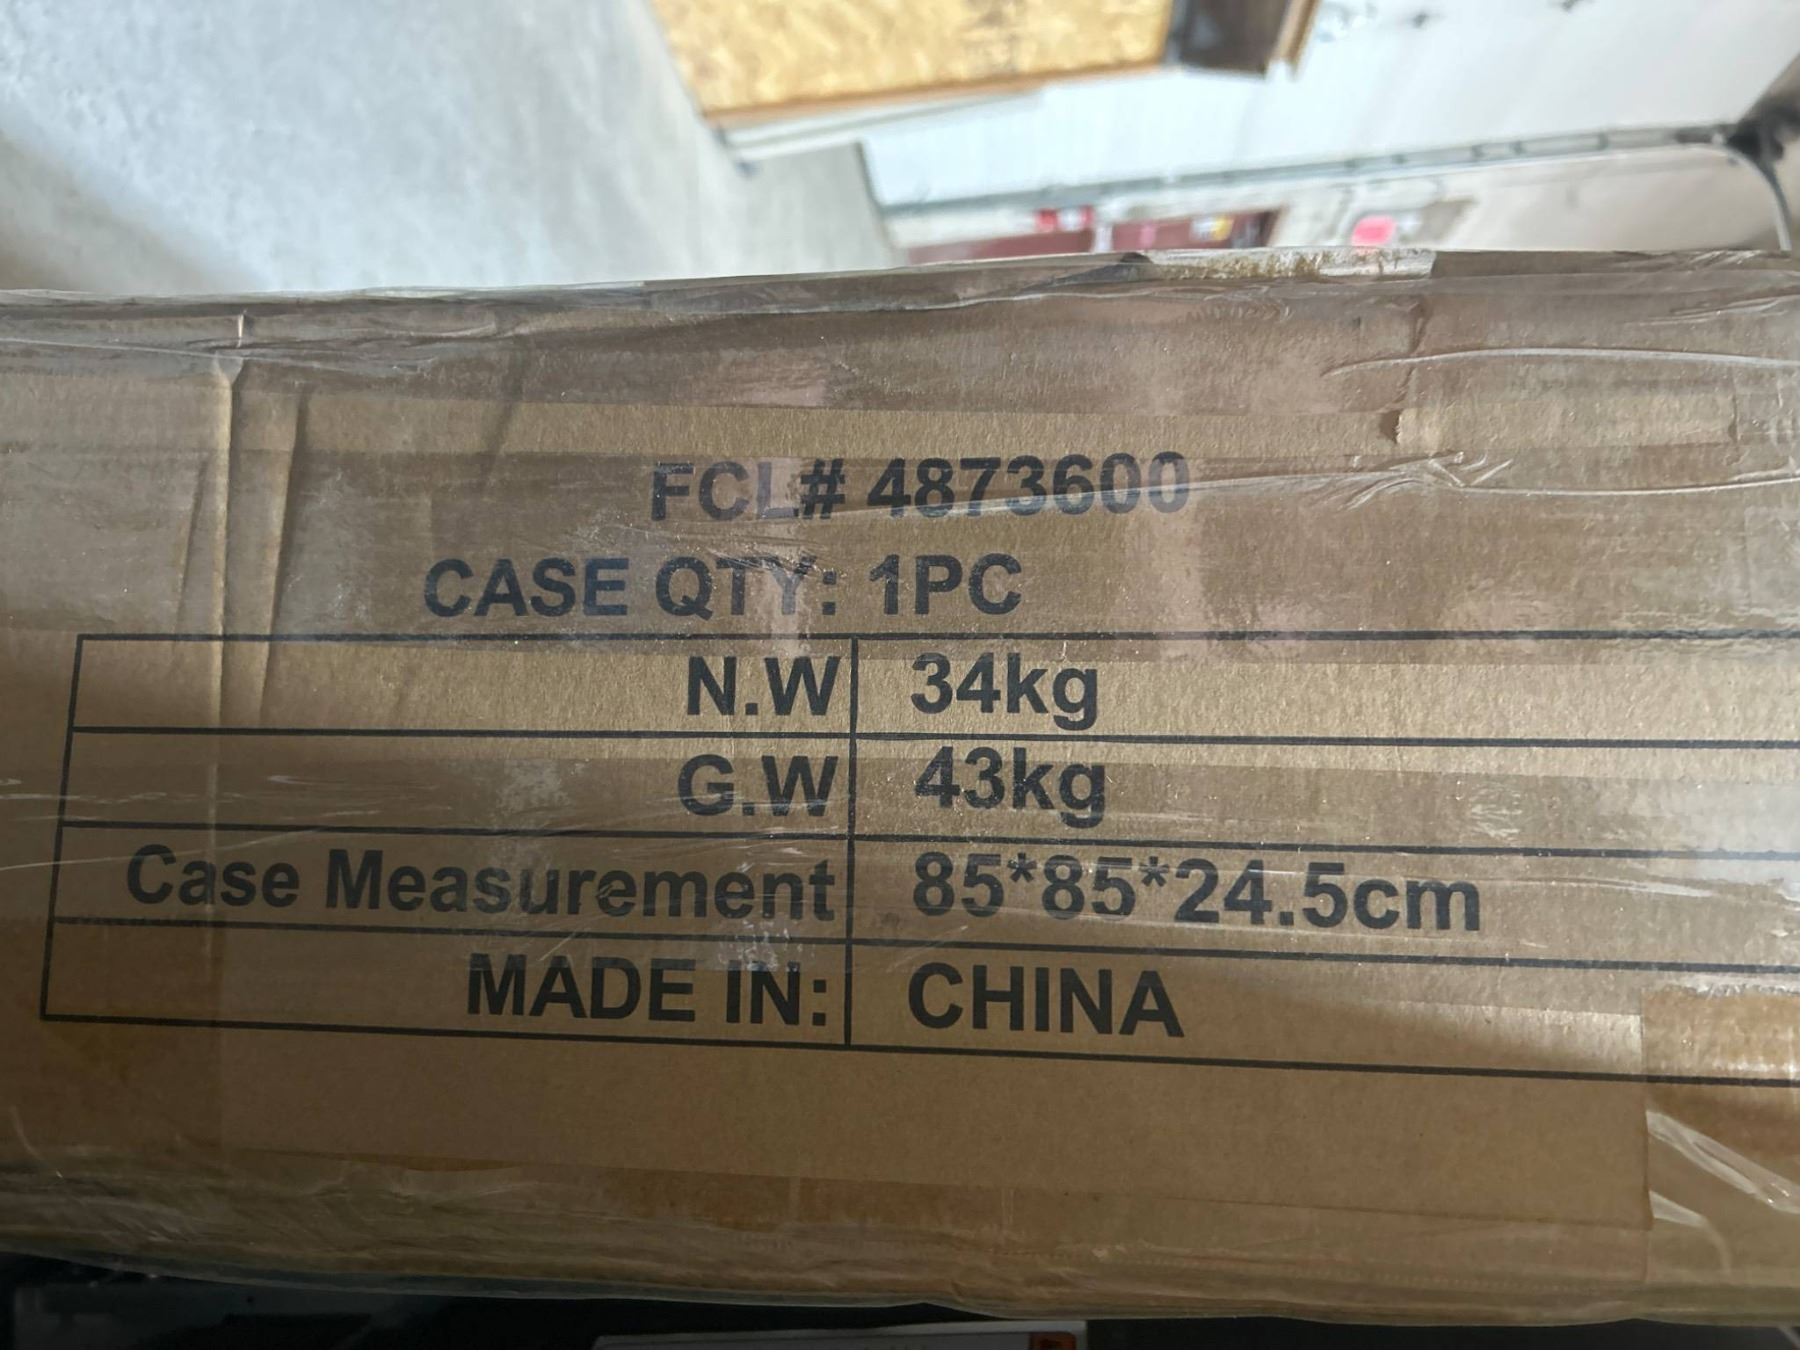 FCL# 4873600
CASE QTY: 1PC
N.W 34kg
G.W 43kg
Case Measurement 85*85*24.5cm
MADE IN: CHINA